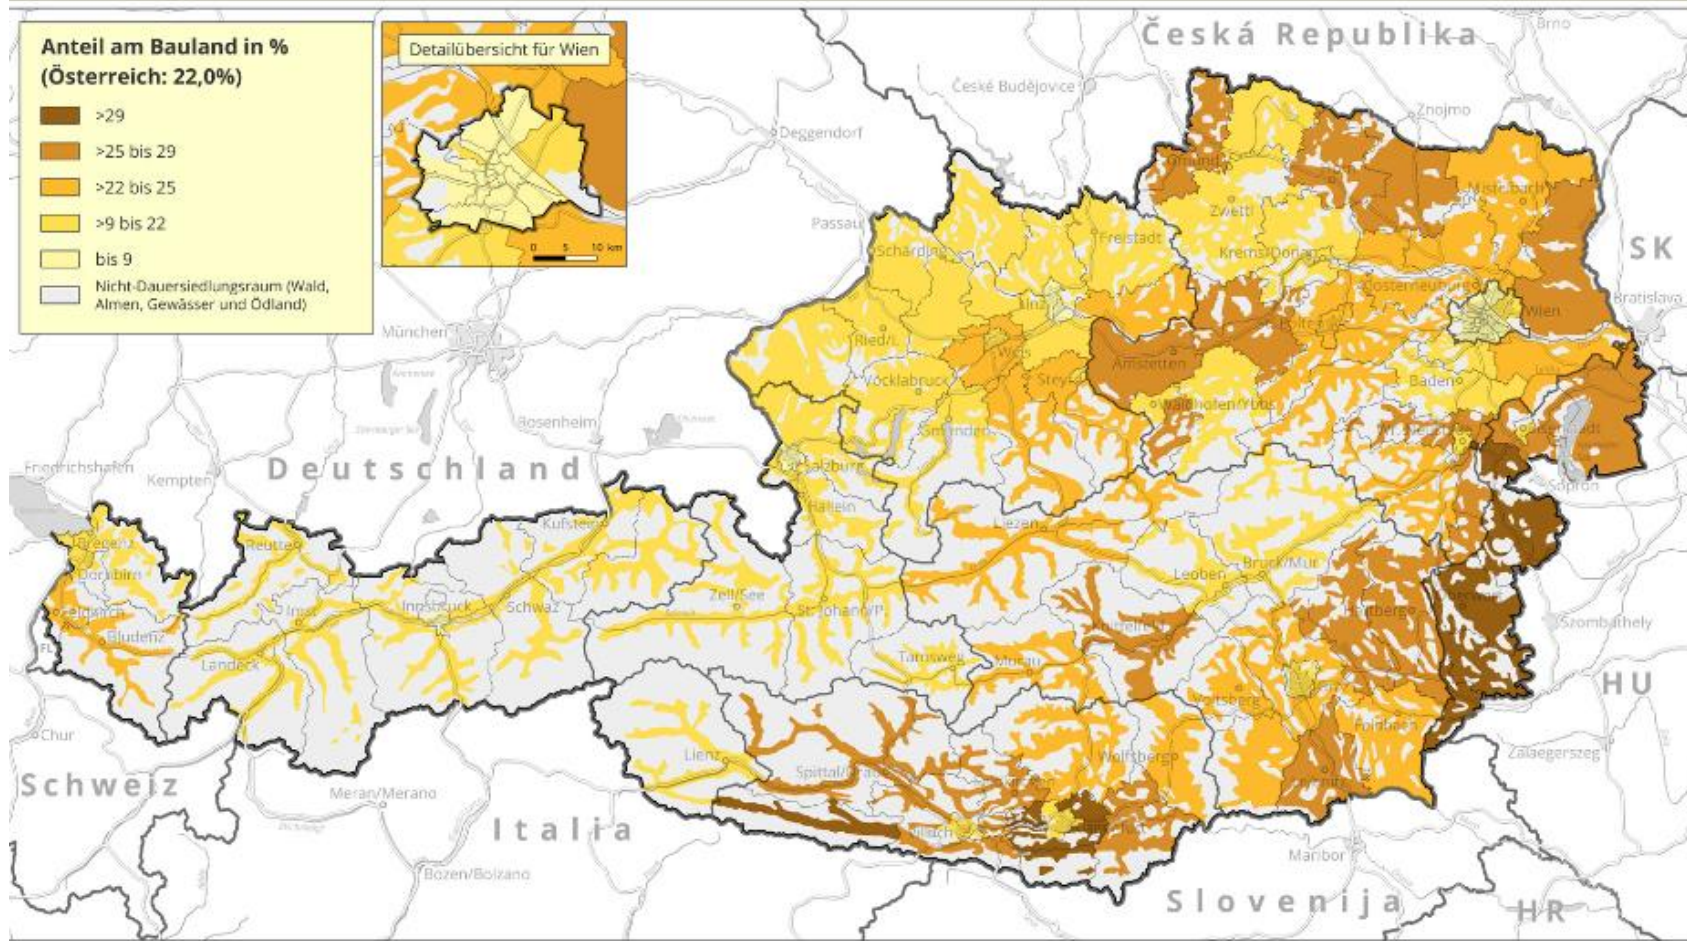 Anteil am Bauland in %
(Österreich: 22,0%)
>29
>25 bis 29
>22 bis 25
>9 bis 22
bis 9
Nicht-Dauersiedlungsraum (Wald,
Almen, Gewässer und Ödland)
Detailübersicht für Wien
0 5 10 km
Česká Republika
Brno
České Budějovice
Znojmo
Deggendorf
Passau
SK
Bratislava
Gmünd
Mistelbach
Zwettl
Krems/Donau
Freistadt
Schärding
Klosterneuburg
Wien
Linz
Wels
Ried/I.
Amstetten
Steyr
Vöcklabruck
Baden
Waidhofen/Ybbs
Gmunden
München
Rosenheim
Deutschland
Friedrichshafen
Kempten
Salzburg
Hallein
Sopron
Kufstein
Reutte
Bregenz
Dornbirn
Feldkirch
Bludenz
FL
Imst
Innsbruck
Schwaz
Landeck
Zell/See
St. Johann/P.
Liezen
Leoben
Bruck/Mur
Knittelfeld
Hartberg
Oberwart
Szombathely
Tamsweg
Murau
Voitsberg
Feldbach
HU
Zalaegerszeg
Chur
Schweiz
Meran/Merano
Lienz
Spittal/Drau
Wolfsberg
Villach
Italia
Bozen/Bolzano
Maribor
Slovenija
HR